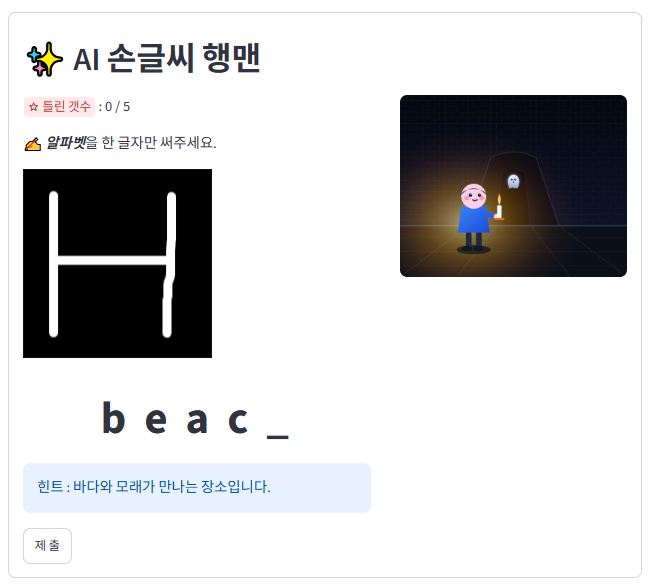 ✨ AI 손글씨 행맨
☆ 틀린 갯수 : 0 / 5
✍ 알파벳을 한 글자만 써주세요.
H
b e a c _
힌트 : 바다와 모래가 만나는 장소입니다.
제 출